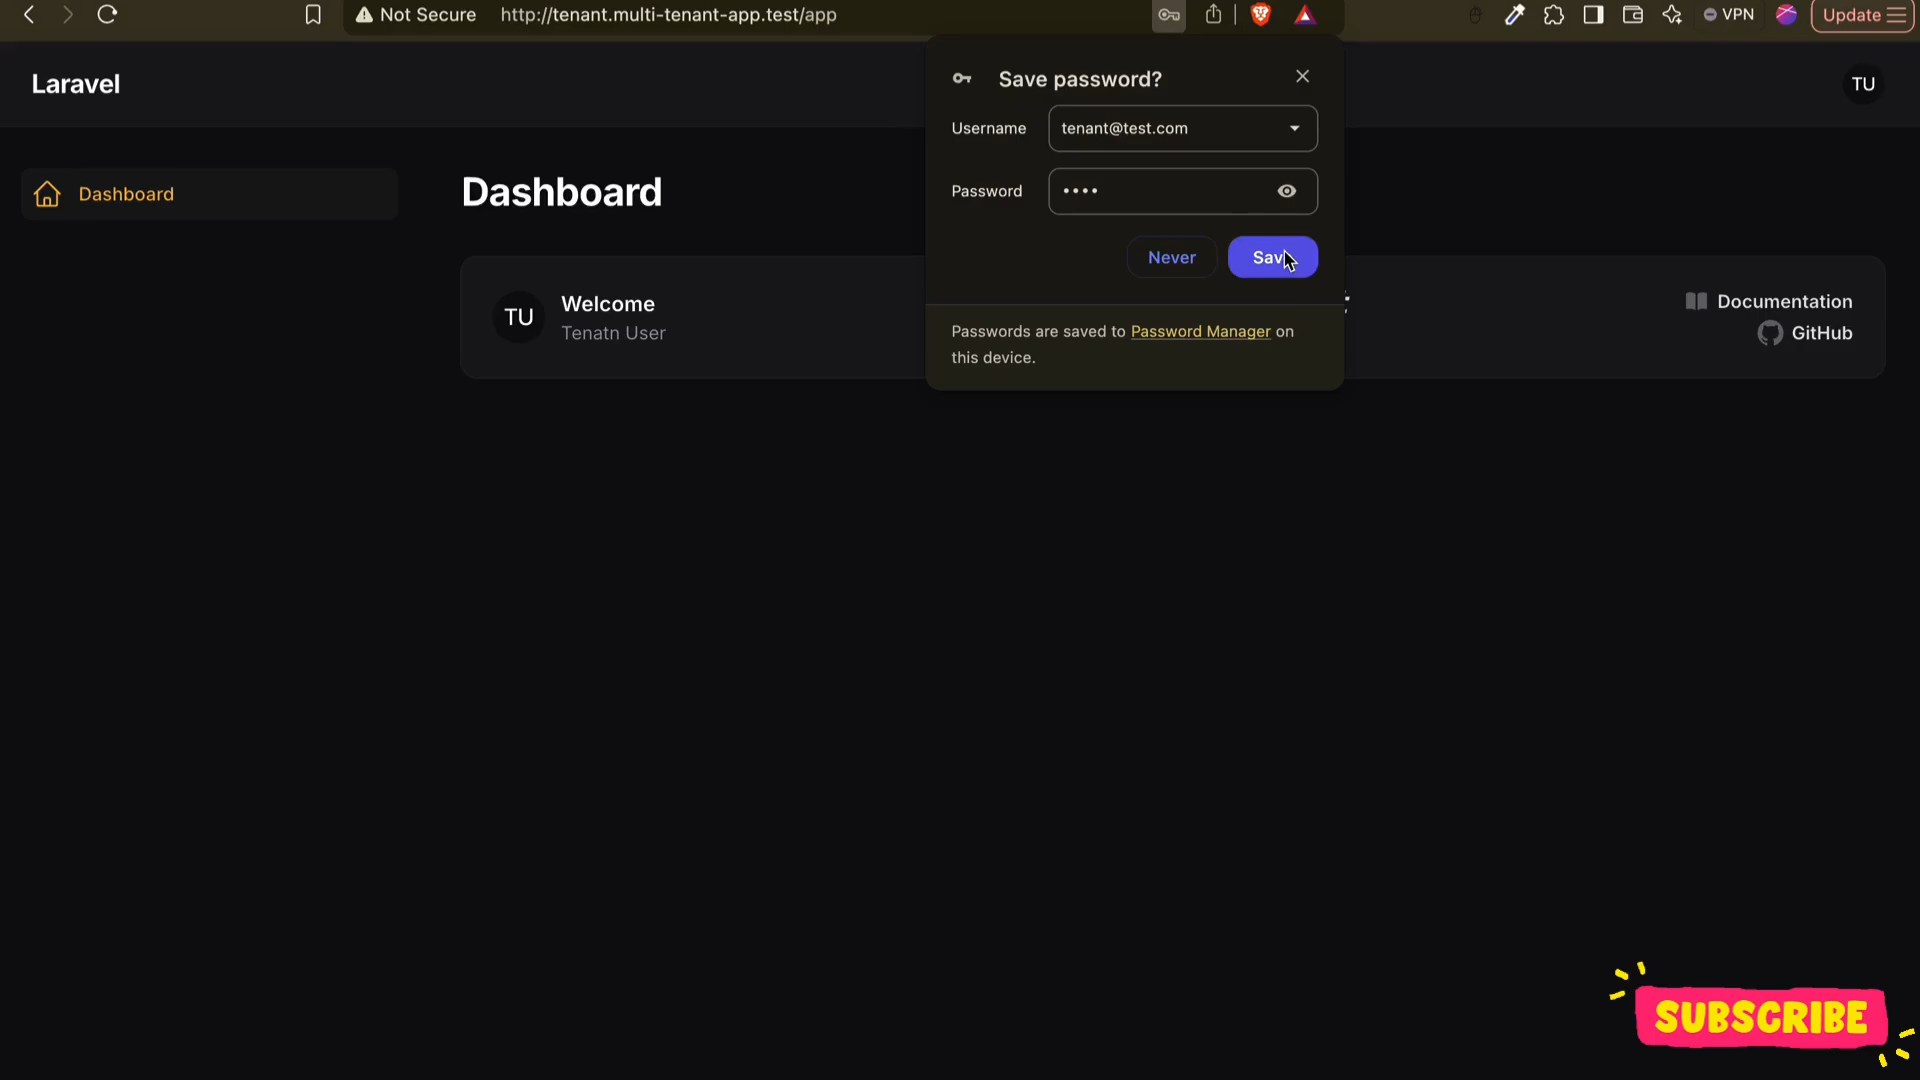 Not Secure http://tenant.multi-tenant-app.test/app
VPN
Update
Laravel
TU
Save password?
Username
tenant@test.com
Password
••••
Never
Save
Passwords are saved to Password Manager on
this device.
Dashboard
Dashboard
TU
Welcome
Tenatn User
Documentation
GitHub
SUBSCRIBE